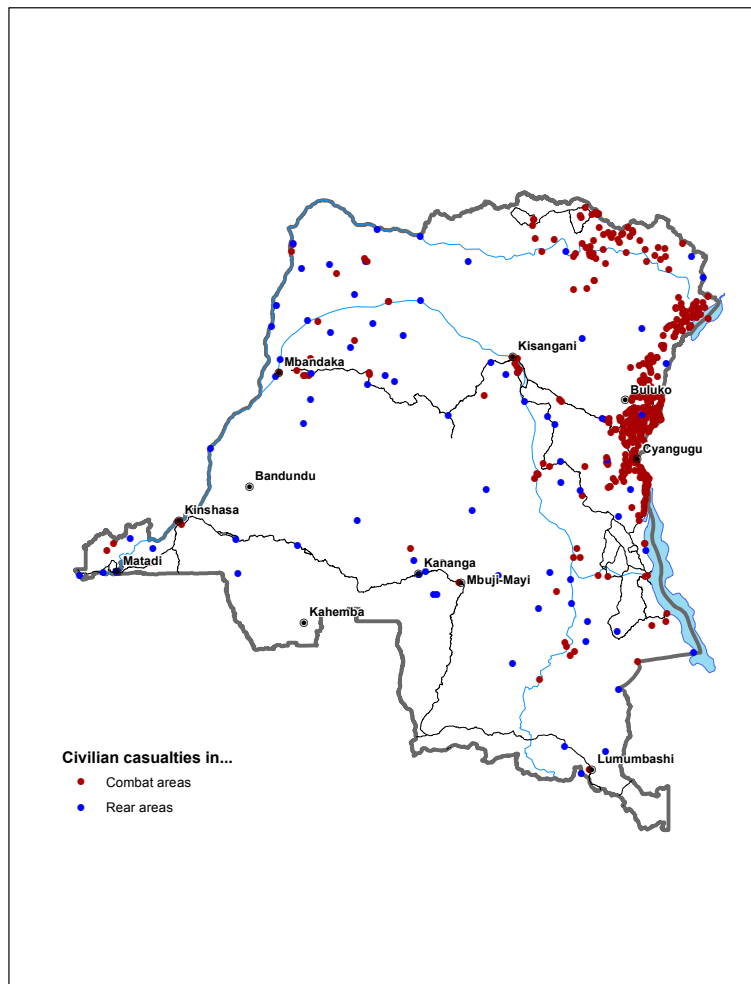 Kisangani
Mbandaka
Buluko
Cyangugu
Bandundu
Kinshasa
Matadi
Kananga
Mbuji-Mayi
Kahemba
Civilian casualties in...
Lumumbashi
Combat areas
Rear areas